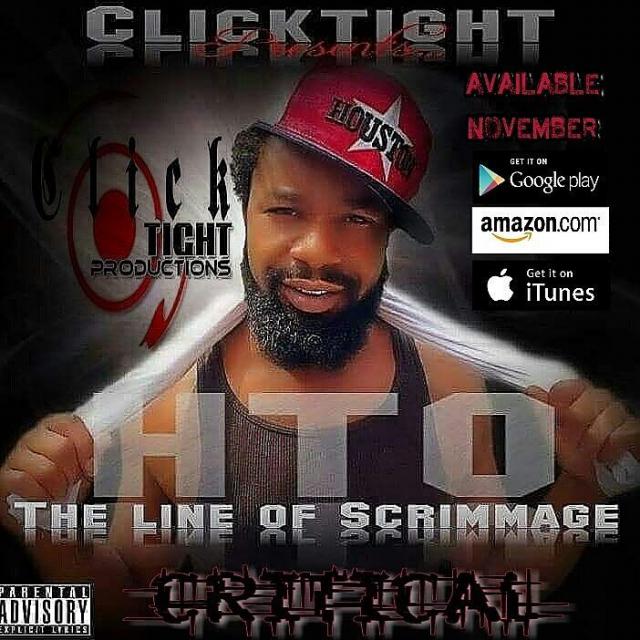 CLICKTIGHT
Presents...
AVAILABLE
NOVEMBER
GET IT ON
Google play
amazon.com
Get it on
iTunes
Click
TIGHT
PRODUCTIONS
HOUSTON
HTO
THE LINE OF SCRIMMAGE
PARENTAL
ADVISORY
EXPLICIT LYRICS
CRITICAL